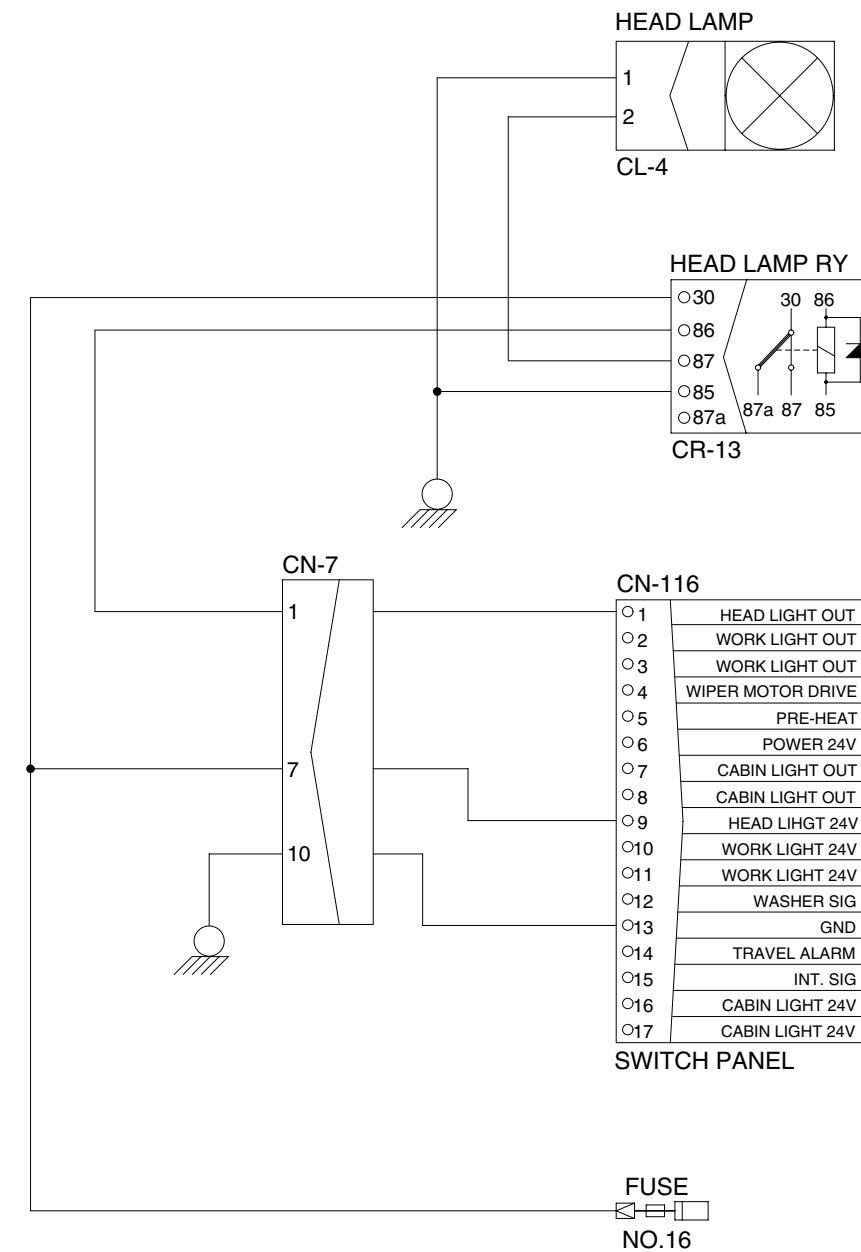 HEAD LAMP
1
2
CL-4
HEAD LAMP RY
30
86
87
85
87a
30 86
87a 87 85
CR-13
CN-7
1
7
10
CN-116
1 HEAD LIGHT OUT
2 WORK LIGHT OUT
3 WORK LIGHT OUT
4 WIPER MOTOR DRIVE
5 PRE-HEAT
6 POWER 24V
7 CABIN LIGHT OUT
8 CABIN LIGHT OUT
9 HEAD LIHGT 24V
10 WORK LIGHT 24V
11 WORK LIGHT 24V
12 WASHER SIG
13 GND
14 TRAVEL ALARM
15 INT. SIG
16 CABIN LIGHT 24V
17 CABIN LIGHT 24V
SWITCH PANEL
FUSE
NO.16